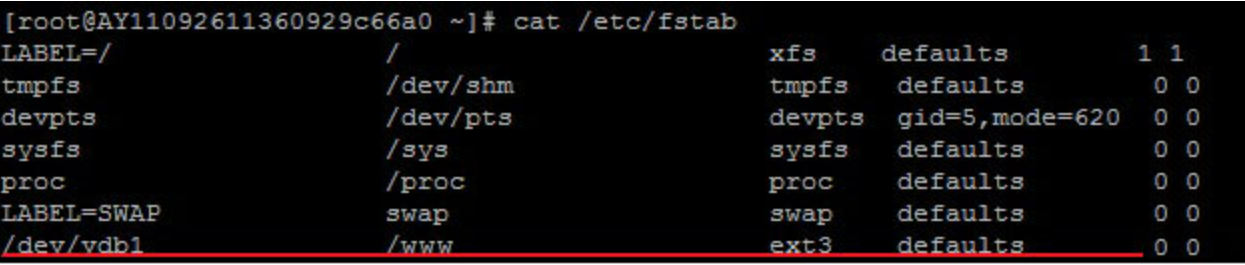 [root@AY11092611360929c66a0 ~]# cat /etc/fstab
LABEL=/ / xfs defaults 1 1
tmpfs /dev/shm tmpfs defaults 0 0
devpts /dev/pts devpts gid=5,mode=620 0 0
sysfs /sys sysfs defaults 0 0
proc /proc proc defaults 0 0
LABEL=SWAP swap swap defaults 0 0
/dev/vdb1 /www ext3 defaults 0 0